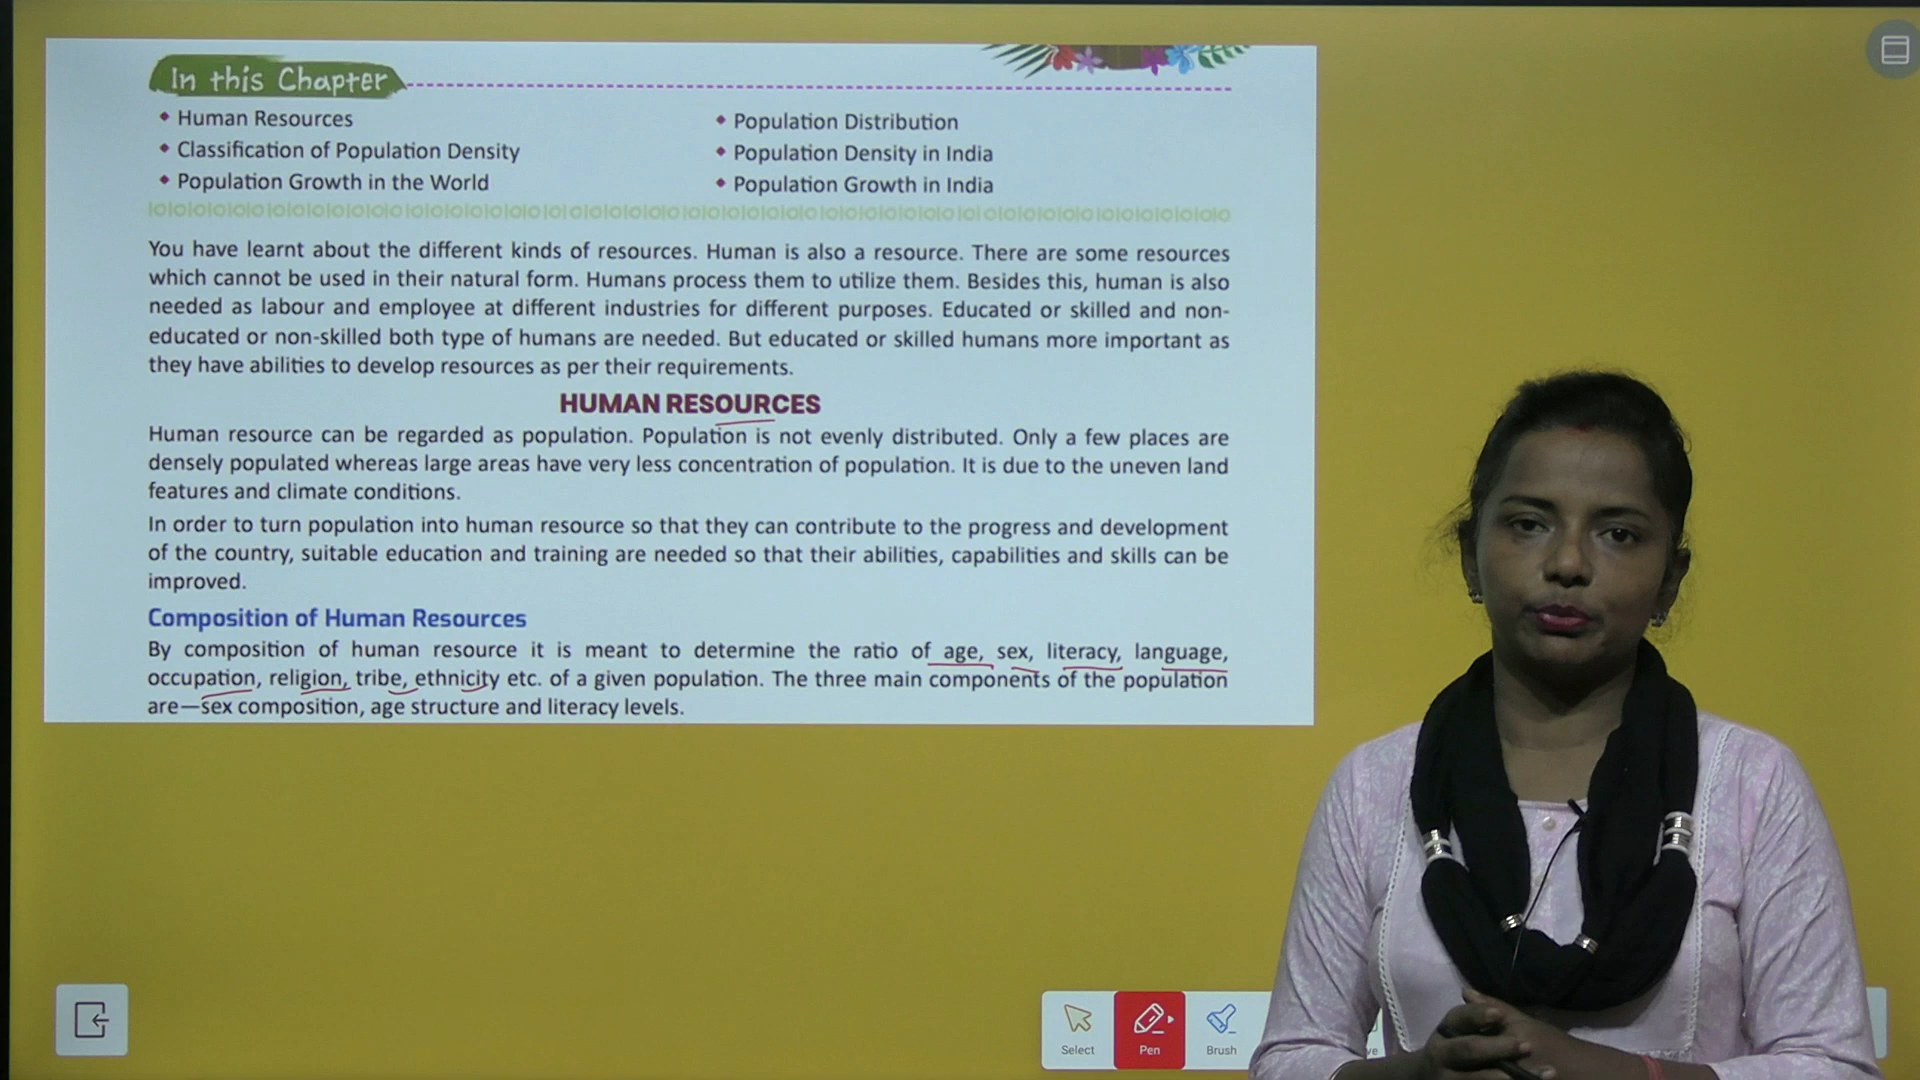 In this Chapter
Human Resources
Classification of Population Density
Population Growth in the World
Population Distribution
Population Density in India
Population Growth in India
You have learnt about the different kinds of resources. Human is also a resource. There are some resources
which cannot be used in their natural form. Humans process them to utilize them. Besides this, human is also
needed as labour and employee at different industries for different purposes. Educated or skilled and non-
educated or non-skilled both type of humans are needed. But educated or skilled humans more important as
they have abilities to develop resources as per their requirements.
HUMAN RESOURCES
Human resource can be regarded as population. Population is not evenly distributed. Only a few places are
densely populated whereas large areas have very less concentration of population. It is due to the uneven land
features and climate conditions.
In order to turn population into human resource so that they can contribute to the progress and development
of the country, suitable education and training are needed so that their abilities, capabilities and skills can be
improved.
Composition of Human Resources
By composition of human resource it is meant to determine the ratio of age, sex, literacy, language,
occupation, religion, tribe, ethnicity etc. of a given population. The three main components of the population
are—sex composition, age structure and literacy levels.
Select
Pen
Brush